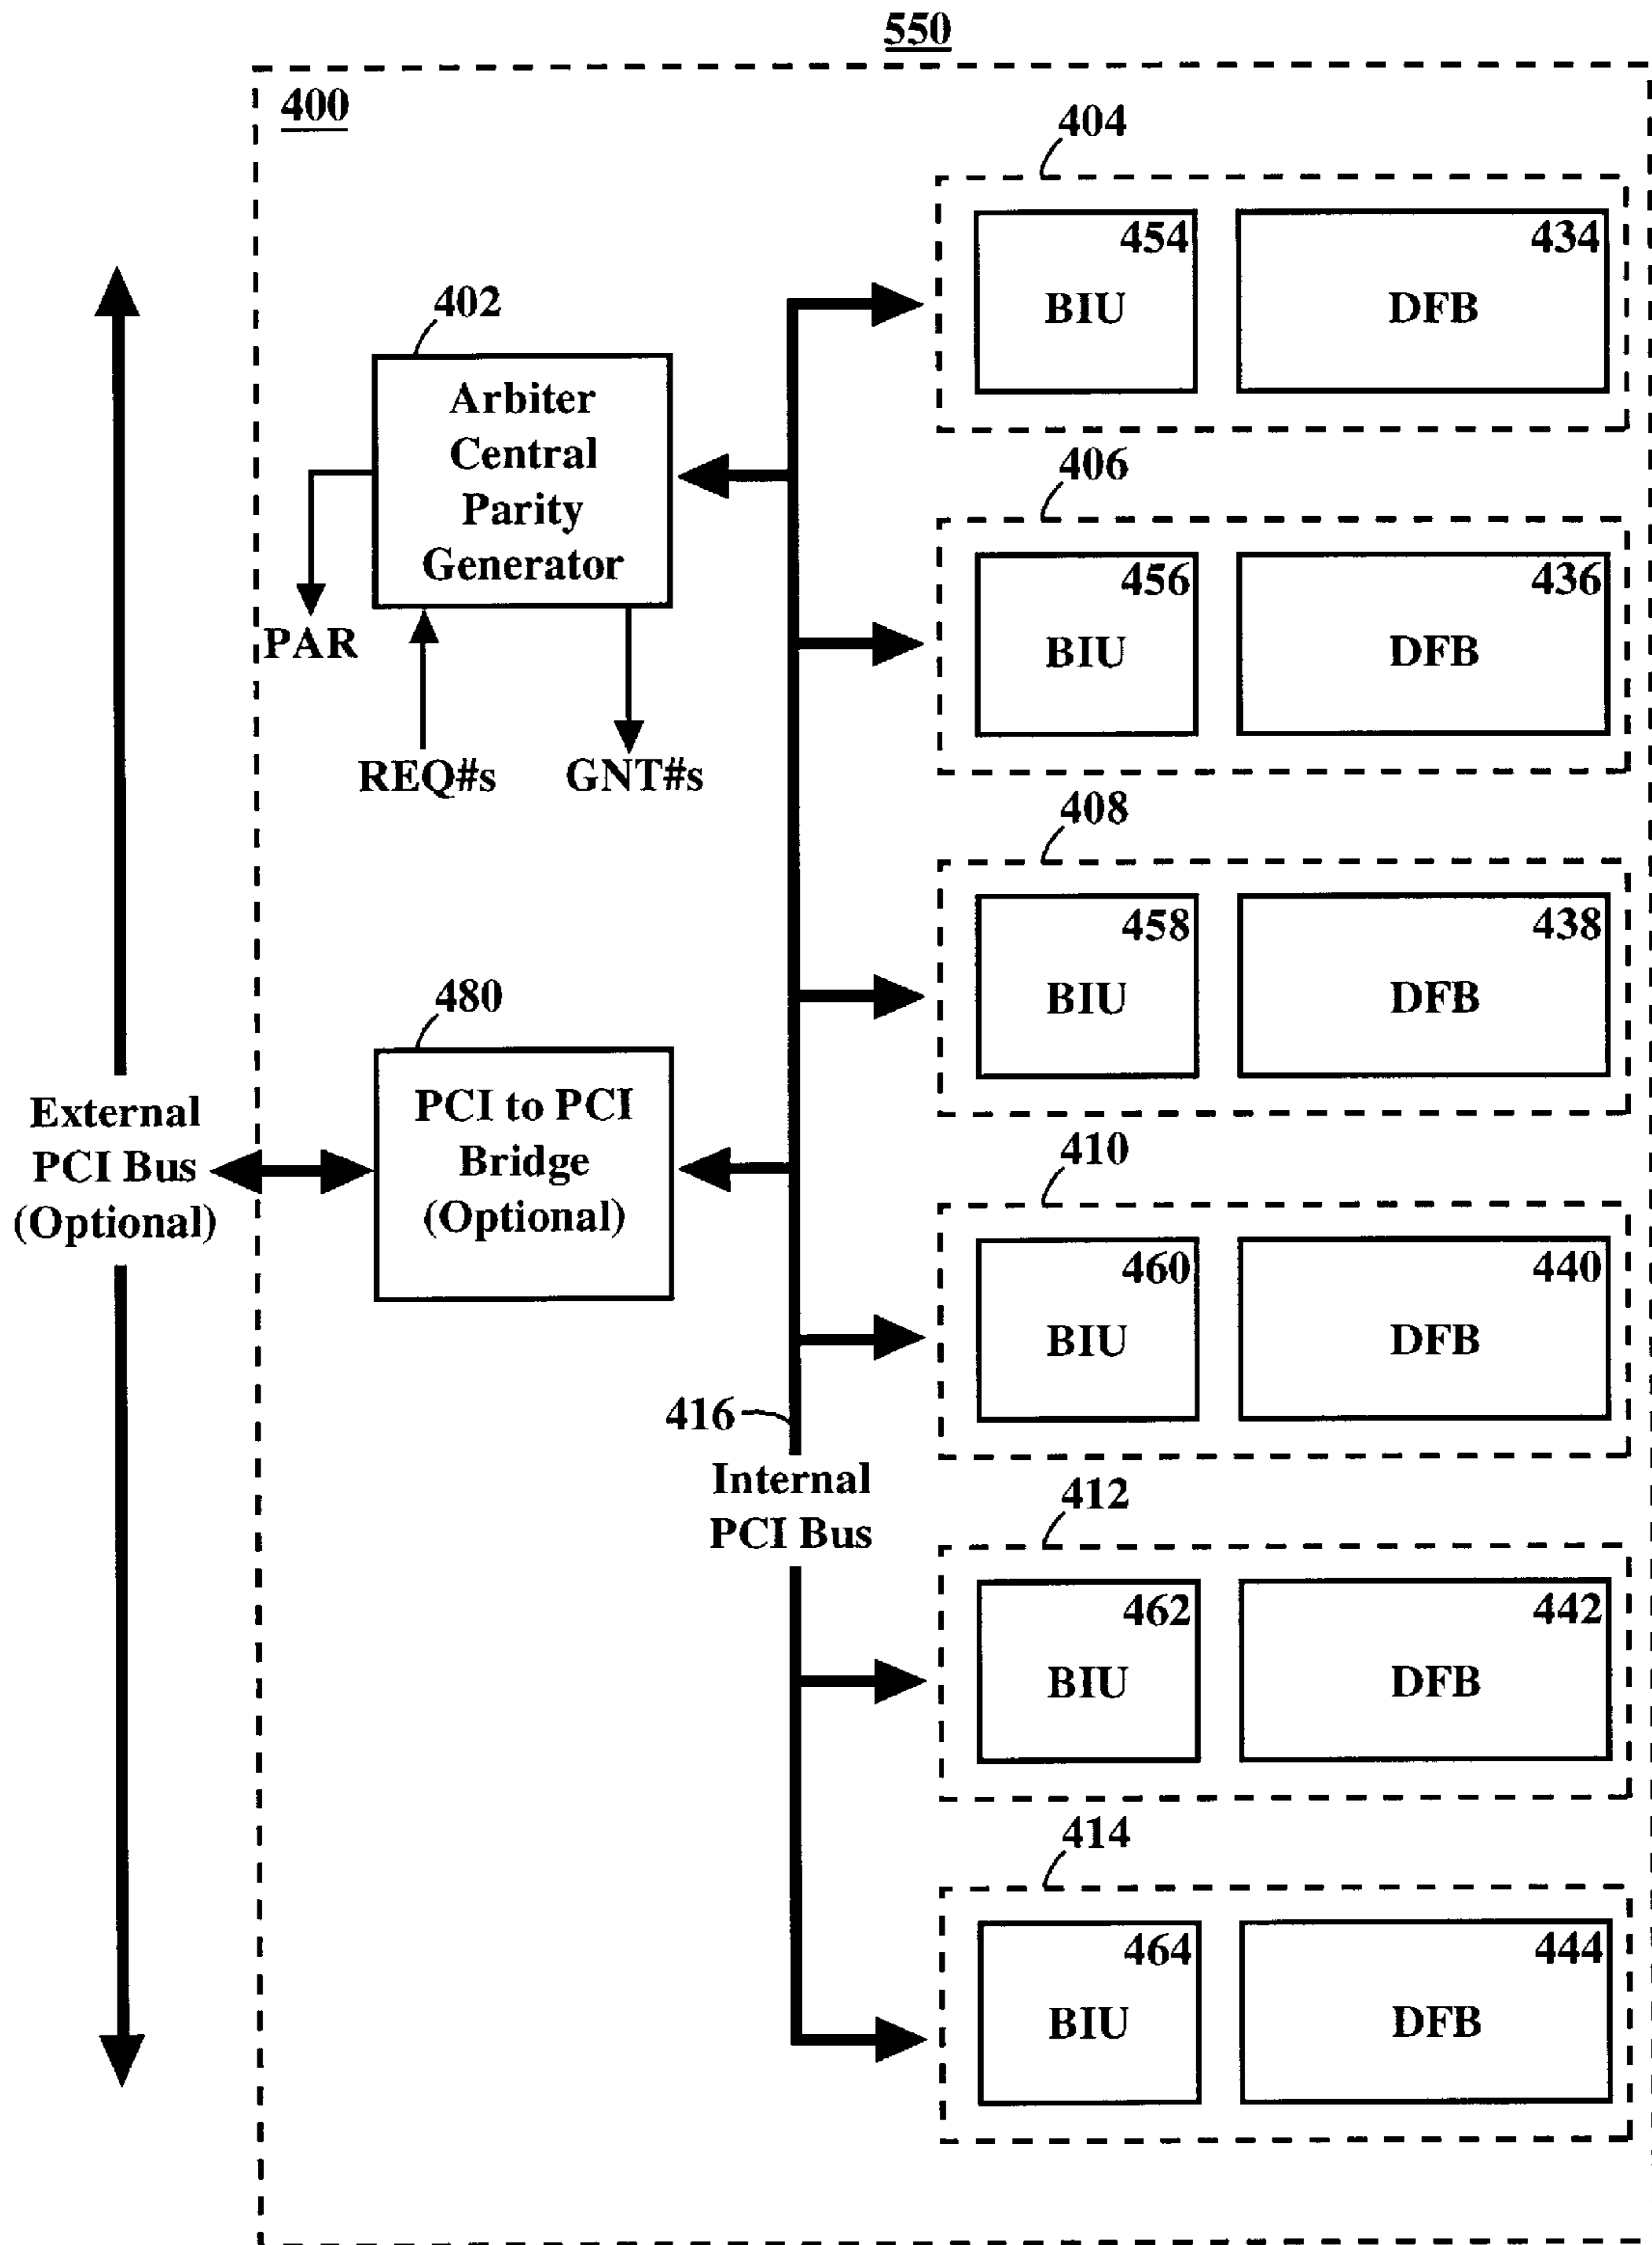 550
400
404
454
434
BIU
DFB
402
Arbiter
Central
Parity
Generator
PAR
REQ#s
GNT#s
406
456
436
BIU
DFB
408
458
438
BIU
DFB
480
PCI to PCI
Bridge
(Optional)
External
PCI Bus
(Optional)
410
460
440
BIU
DFB
416
Internal
PCI Bus
412
462
442
BIU
DFB
414
464
444
BIU
DFB